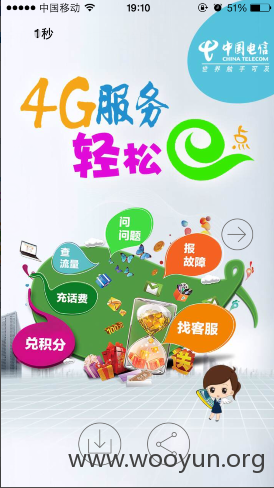 中国移动 19:10 51%
1秒
中国电信
CHINA TELECOM
世界触手可及
4G服务
轻松e点
问
问题
查
流量
报
故障
充话费
找客服
兑积分
www.wooyun.org